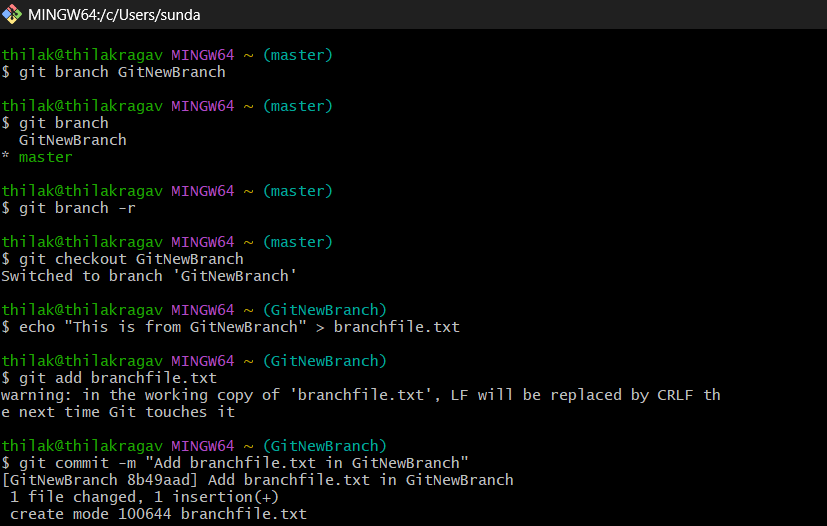 MINGW64:/c/Users/sunda
thilak@thilakragav MINGW64 ~ (master)
$ git branch GitNewBranch
thilak@thilakragav MINGW64 ~ (master)
$ git branch
  GitNewBranch
* master
thilak@thilakragav MINGW64 ~ (master)
$ git branch -r
thilak@thilakragav MINGW64 ~ (master)
$ git checkout GitNewBranch
Switched to branch 'GitNewBranch'
thilak@thilakragav MINGW64 ~ (GitNewBranch)
$ echo "This is from GitNewBranch" > branchfile.txt
thilak@thilakragav MINGW64 ~ (GitNewBranch)
$ git add branchfile.txt
warning: in the working copy of 'branchfile.txt', LF will be replaced by CRLF th
e next time Git touches it
thilak@thilakragav MINGW64 ~ (GitNewBranch)
$ git commit -m "Add branchfile.txt in GitNewBranch"
[GitNewBranch 8b49aad] Add branchfile.txt in GitNewBranch
 1 file changed, 1 insertion(+)
 create mode 100644 branchfile.txt